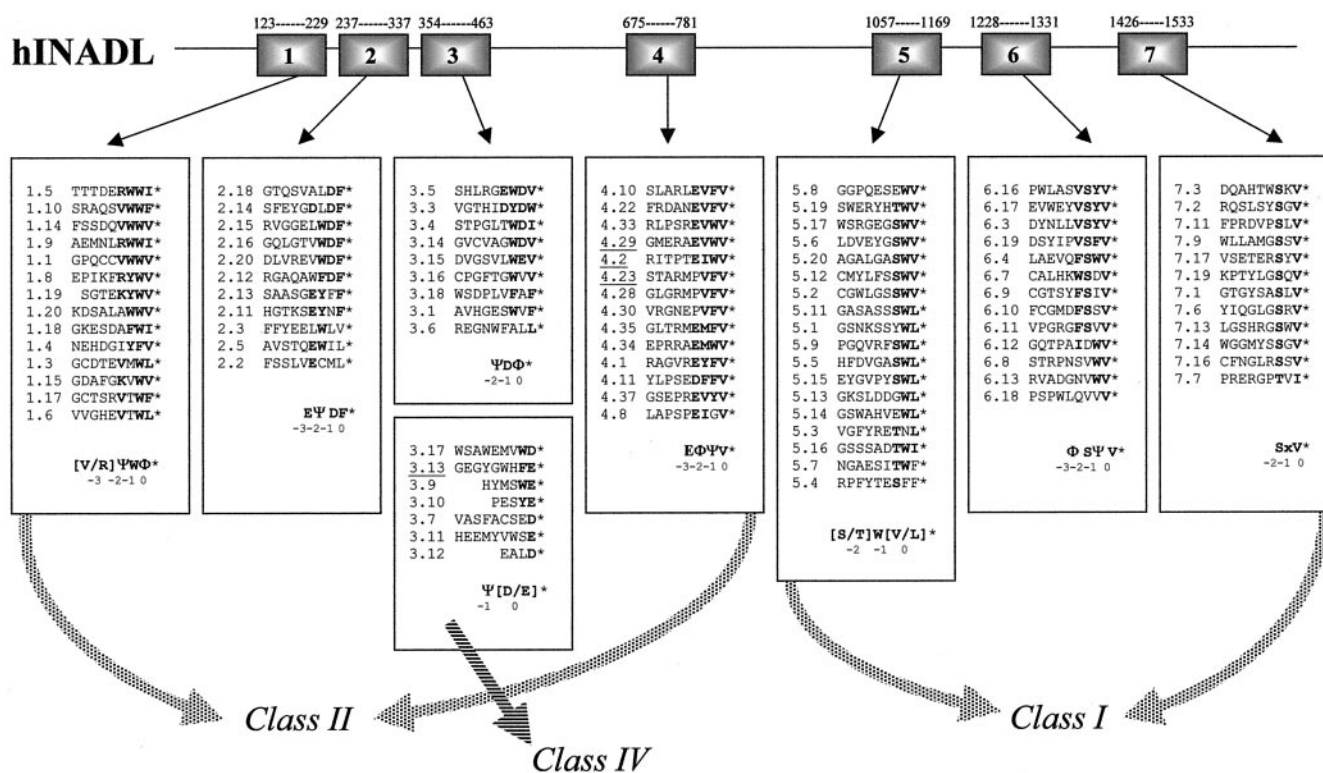 123------229 237------337 354------463 675------781 1057-----1169 1228------1331 1426-----1533
hINADL 1 2 3 4 5 6 7
1.5 TTTDERWWI*
1.10 SRAQSVWWF*
1.14 FSSDQVWWV*
1.9 AEMNLRWWI*
1.1 GPQCCVWWV*
1.8 EPIKFRYWV*
1.19 SGTEKYWV*
1.20 KDSALAWWV*
1.18 GKESDAFWI*
1.4 NEHDGIYFV*
1.3 GCDTEVMWL*
1.15 GDAFGKVWV*
1.17 GCTSRVTWF*
1.6 VVGHEVTWL*
[V/R]ΨWΦ*
-3 -2-1 0
2.18 GTQSVALDF*
2.14 SFEYGDLDF*
2.15 RVGGELWDF*
2.16 GQLGTVWDF*
2.20 DLVREVWDF*
2.12 RGAQAWFDF*
2.13 SAASGEYFF*
2.11 HGTKSEYNF*
2.3 FFYEELWLV*
2.5 AVSTQEWIL*
2.2 FSSLVECML*
EΨDF*
-3-2-1 0
3.5 SHLRGEWDV*
3.3 VGTHIDYDW*
3.4 STPGLTWDI*
3.14 GVCVAGWDV*
3.15 DVGSVLWEV*
3.16 CPGFTGWVV*
3.18 WSDPLVFAF*
3.1 AVHGESWVF*
3.6 REGNWFALL*
ΨDΦ*
-2-1 0
3.17 WSAWEMVWD*
3.13 GEGYGWHFE*
3.9 HYMSWE*
3.10 PESYE*
3.7 VASFACSED*
3.11 HEEMYVWSE*
3.12 EALD*
Ψ[D/E]*
-1 0
4.10 SLARLEVFV*
4.22 FRDANEVFV*
4.33 RLPSREVWV*
4.29 GMERAEVWV*
4.2 RITPTEIWV*
4.23 STARMPVFV*
4.28 GLGRMPVFV*
4.30 VRGNEPVFV*
4.35 GLTRMEMFV*
4.34 EPRRAEMWV*
4.1 RAGVREYFV*
4.11 YLPSEDFFV*
4.37 GSEPREVYV*
4.8 LAPSPEIGV*
EΦΨV*
-3-2-1 0
5.8 GGPQESEWV*
5.19 SWERYHTWV*
5.17 WSRGEGSWV*
5.6 LDVEYGSWV*
5.20 AGALGASWV*
5.12 CMYLFSSWV*
5.2 CGWLGSSWV*
5.11 GASASSSWL*
5.1 GSNKSSYWL*
5.9 PGQVRFSWL*
5.5 HFDVGASWL*
5.15 EYGVPYSWL*
5.13 GKSLDDGWL*
5.14 GSWAHVEWL*
5.3 VGFYRETNL*
5.16 GSSSADTWI*
5.7 NGAESITWF*
5.4 RPFYTESFF*
[S/T]W[V/L]*
-2 -1 0
6.16 PWLASVSYV*
6.17 EVWEYVSYV*
6.3 DYNLLVSYV*
6.19 DSYIPVSFV*
6.4 LAEVQFSWV*
6.7 CALHKWSDV*
6.9 CGTSYFSIV*
6.10 FCGMDFSSV*
6.11 VPGRGFSVV*
6.12 GQTPAIDWV*
6.8 STRPNSVWV*
6.13 RVADGNVWV*
6.18 PSPWLQVVV*
Φ SΨV*
-3-2-1 0
7.3 DQAHTWSKV*
7.2 RQSLSYSGV*
7.11 FPRDVPSLV*
7.9 WLLAMGSSV*
7.17 VSETERSYV*
7.19 KPTYLGSQV*
7.1 GTGYSASLV*
7.6 YIQGLGSRV*
7.13 LGSHRGSWV*
7.14 WGGMYSSGV*
7.16 CFNGLRSSV*
7.7 PRERGPTVI*
SxV*
-2-1 0
Class II
Class IV
Class I